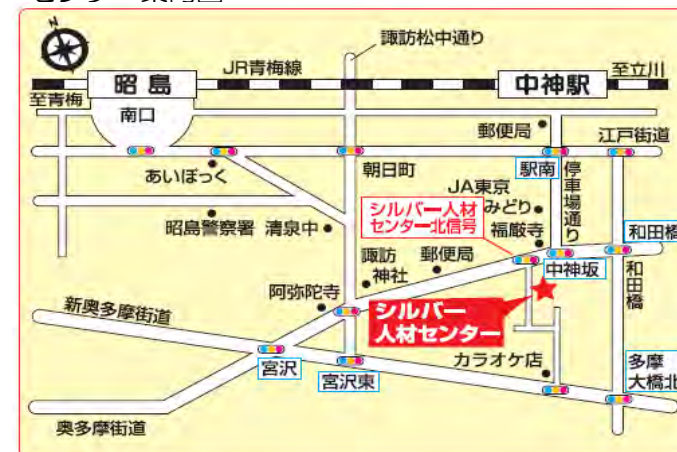 諏訪松中通り
N
昭島
JR青梅線
中神駅
至立川
至青梅
南口
郵便局
江戸街道
あいぽっく
朝日町
駅南
停車場通り
JA東京
みどり
昭島警察署
清泉中
シルバー人材
センター北信号
福厳寺
和田橋
諏訪
神社
郵便局
中神坂
和田橋
阿弥陀寺
新奥多摩街道
シルバー
人材センター
宮沢
宮沢東
カラオケ店
多摩
大橋北
奥多摩街道